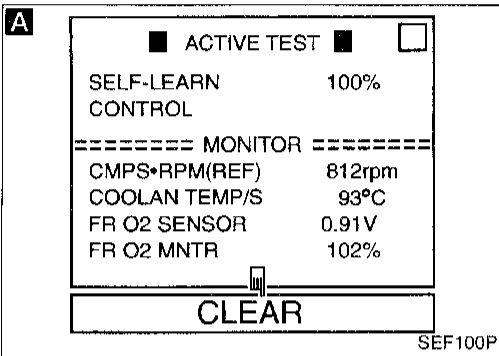 A
ACTIVE TEST
SELF-LEARN 100%
CONTROL
======== MONITOR ========
CMPS•RPM(REF) 812rpm
COOLAN TEMP/S 93°C
FR O2 SENSOR 0.91V
FR O2 MNTR 102%
CLEAR
SEF100P